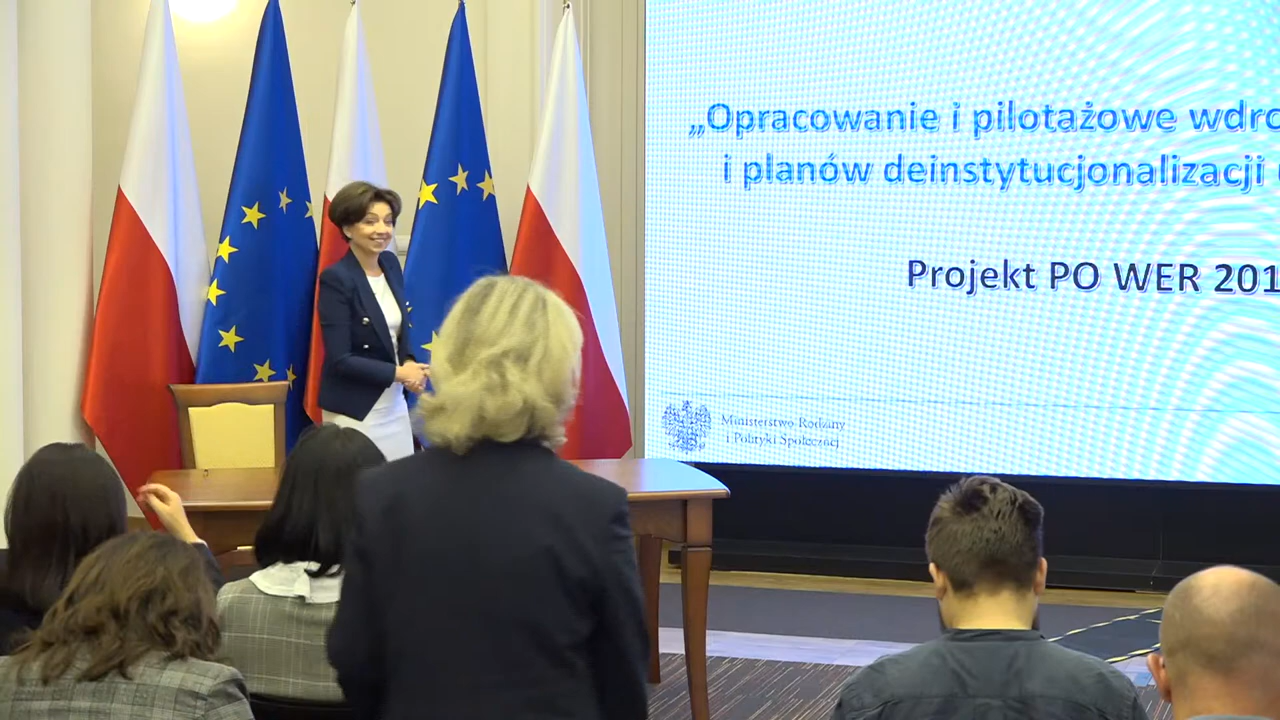 „Opracowanie i pilotażowe wdro
i planów deinstytucjonalizacji
Projekt PO WER 201
Ministerstwo Rodziny
i Polityki Społecznej